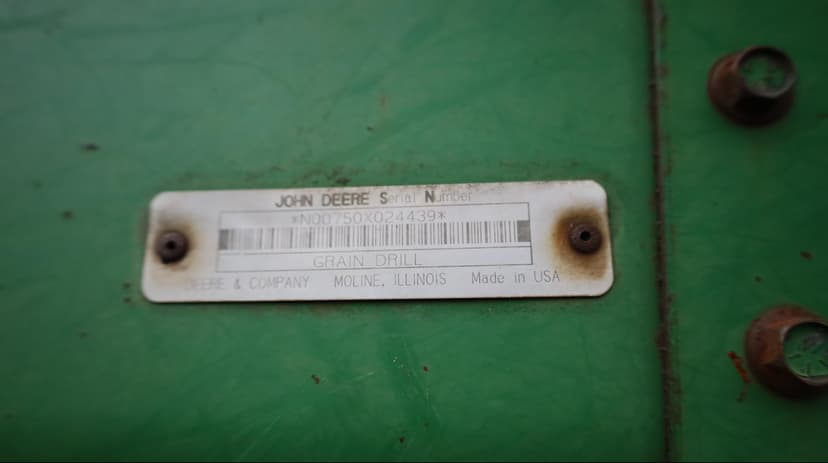 JOHN DEERE Serial Number
*N00750X024439*
GRAIN DRILL
DEERE & COMPANY MOLINE, ILLINOIS Made in USA